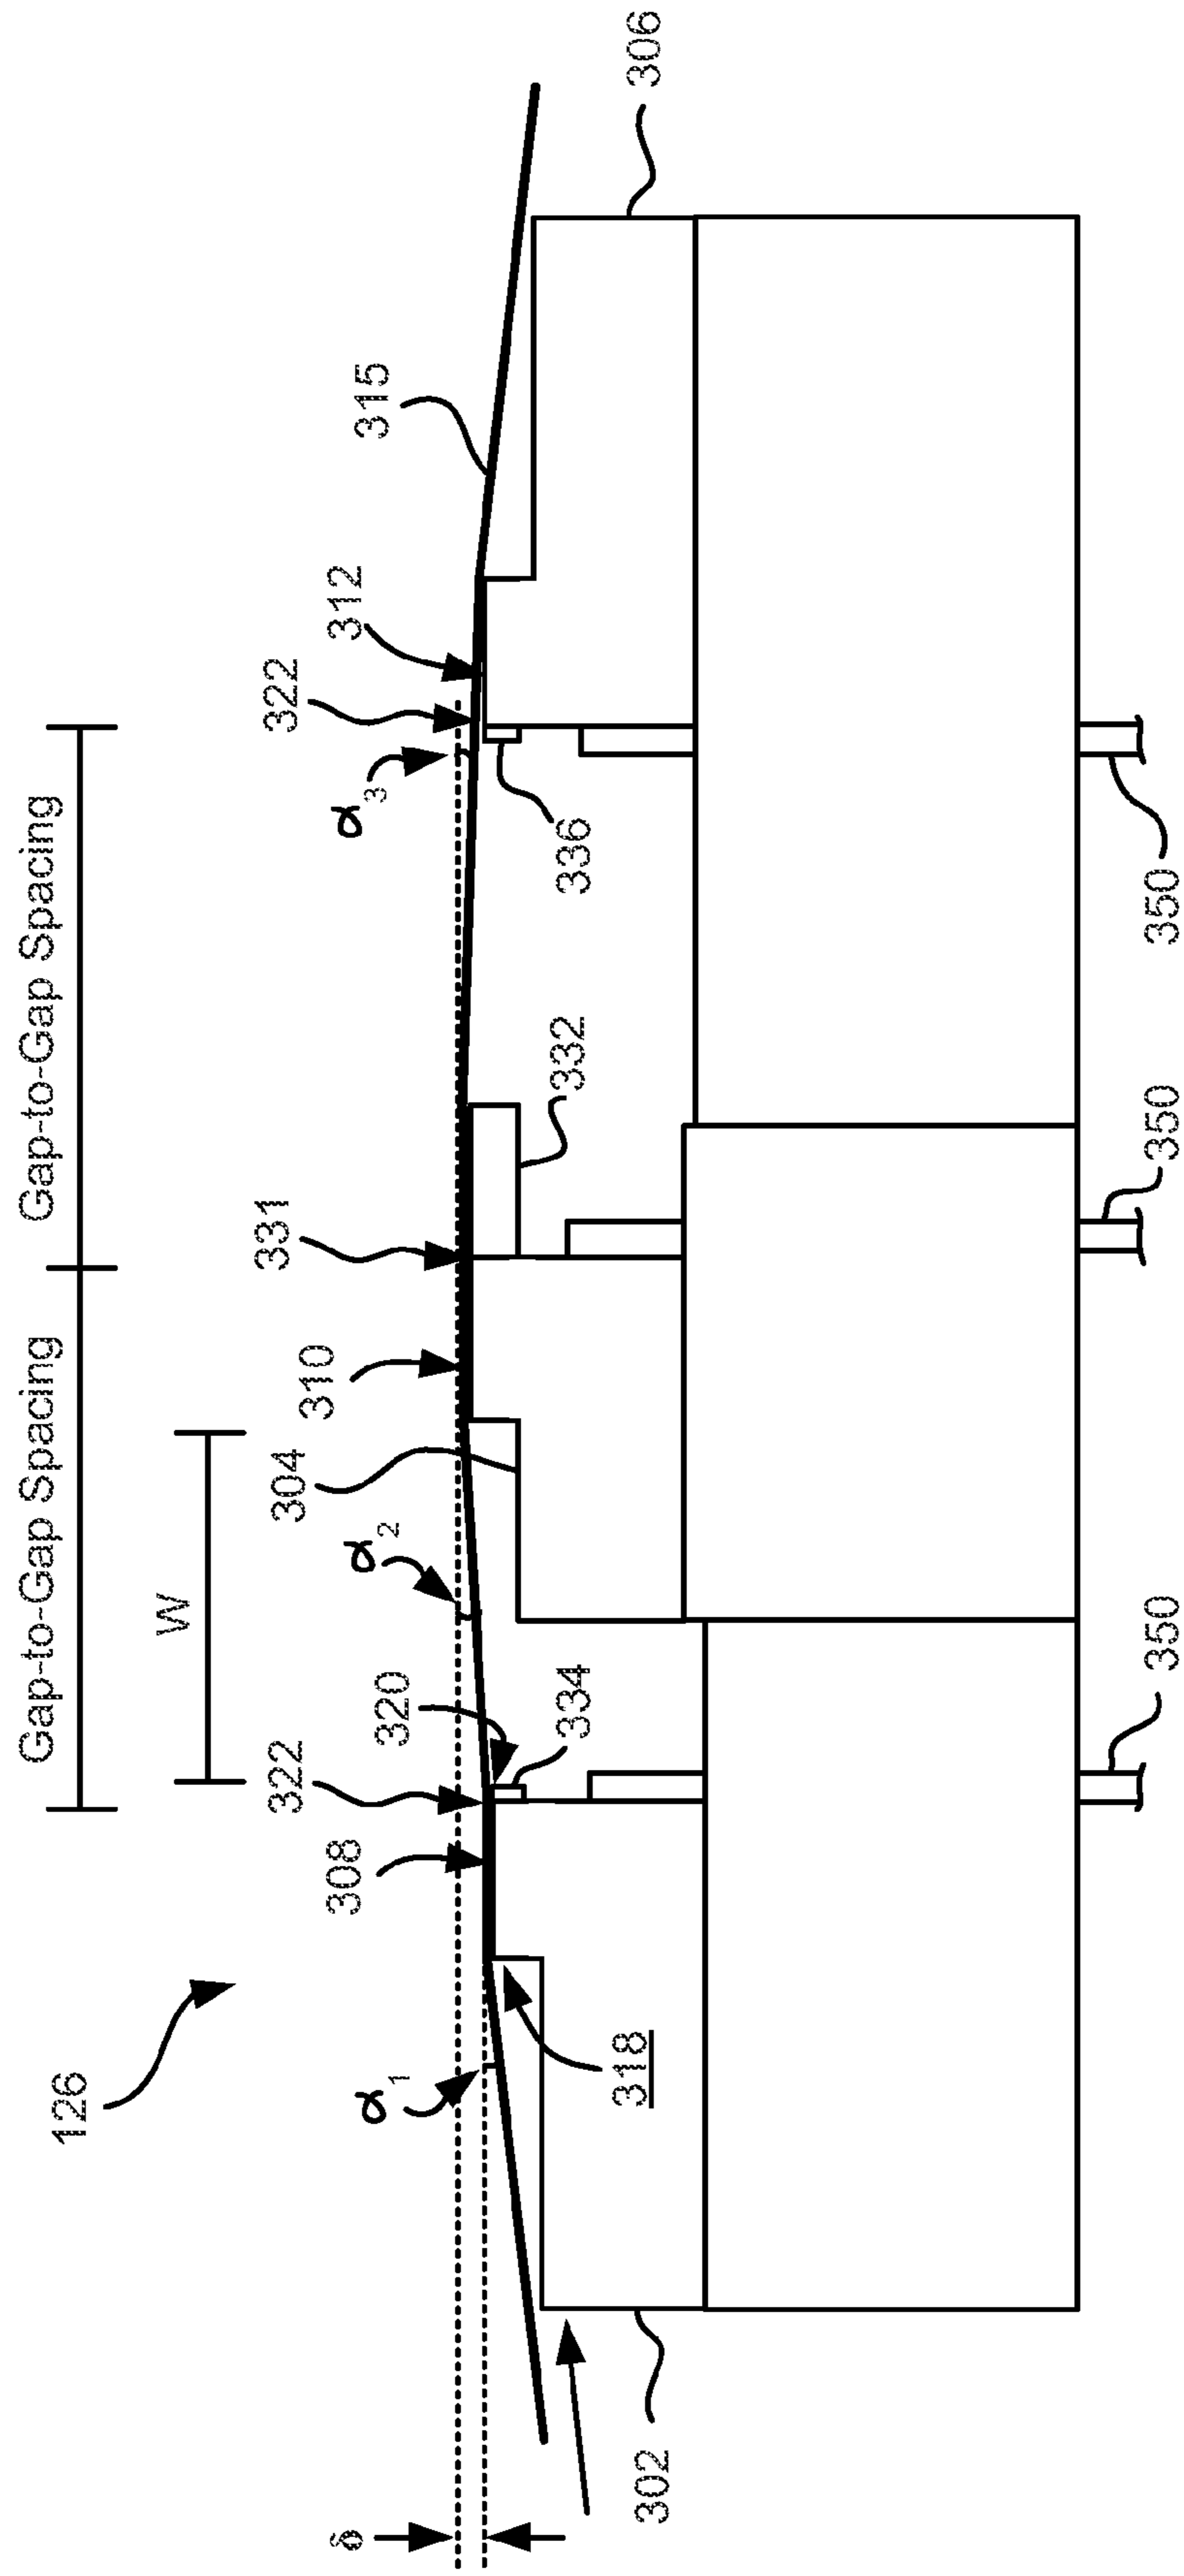 Gap-to-Gap Spacing
Gap-to-Gap Spacing
W
126
δ
α1
308
322
320
α2
304
310
331
α3
322
312
315
318
334
332
336
306
302
350
350
350